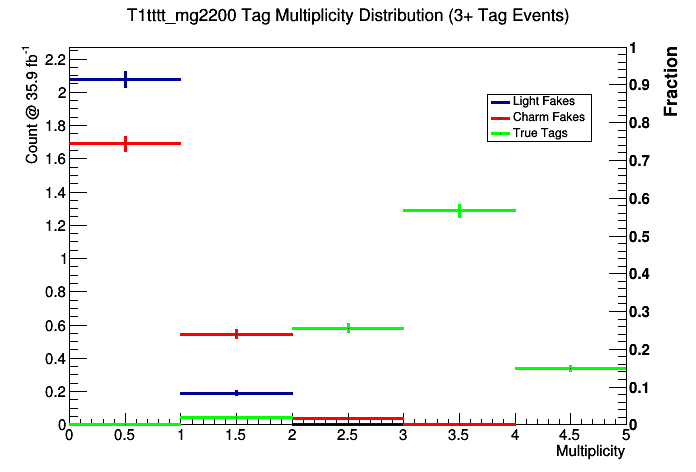 T1tttt_mg2200 Tag Multiplicity Distribution (3+ Tag Events)
Count @ 35.9 fb⁻¹
2.2
2
1.8
1.6
1.4
1.2
1
0.8
0.6
0.4
0.2
0
Light Fakes
Charm Fakes
True Tags
Fraction
1
0.9
0.8
0.7
0.6
0.5
0.4
0.3
0.2
0.1
0
0 0.5 1 1.5 2 2.5 3 3.5 4 4.5 5
Multiplicity